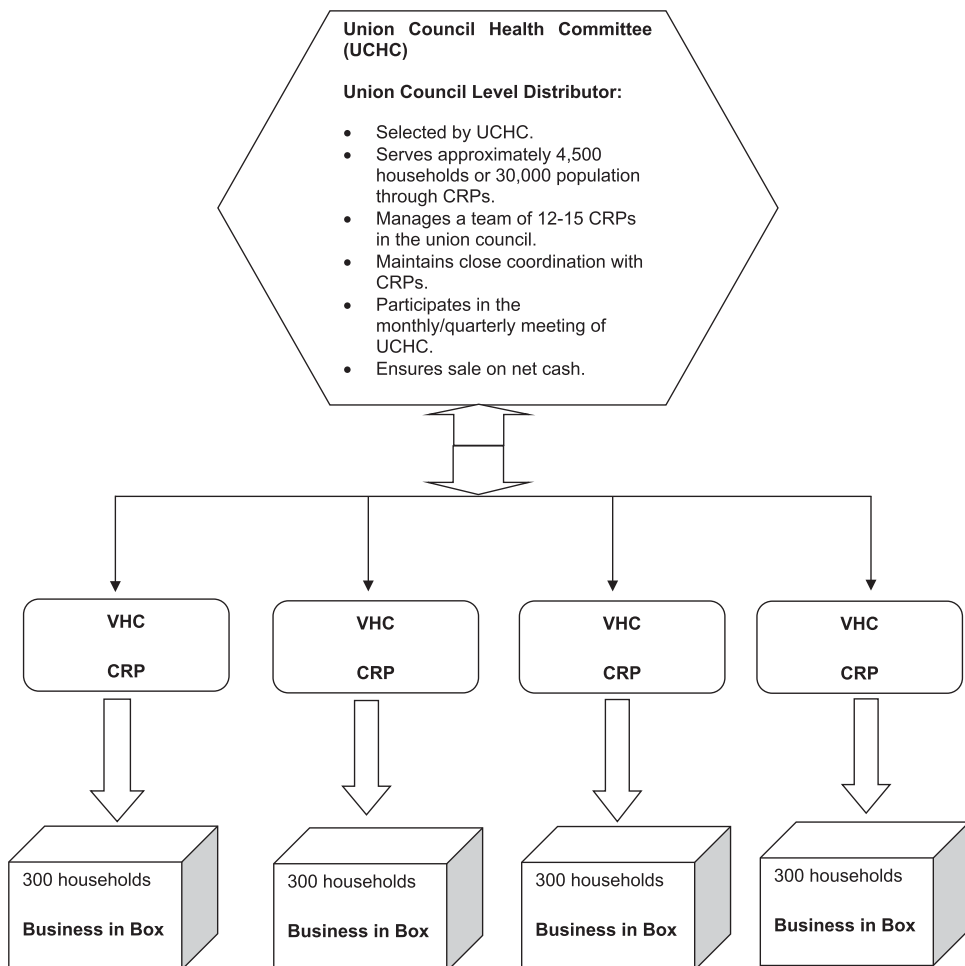 Union Council Health Committee
(UCHC)
Union Council Level Distributor:
• Selected by UCHC.
• Serves approximately 4,500
households or 30,000 population
through CRPs.
• Manages a team of 12-15 CRPs
in the union council.
• Maintains close coordination with
CRPs.
• Participates in the
monthly/quarterly meeting of
UCHC.
• Ensures sale on net cash.
VHC
CRP
VHC
CRP
VHC
CRP
VHC
CRP
300 households
Business in Box
300 households
Business in Box
300 households
Business in Box
300 households
Business in Box